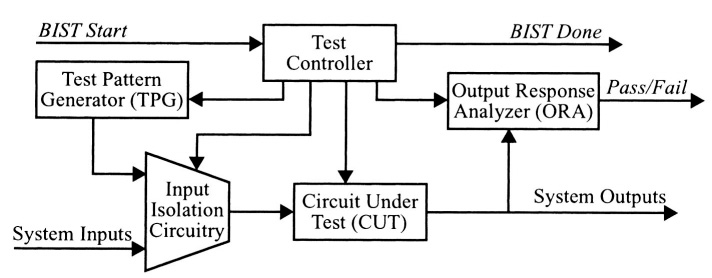 BIST Start
Test
Controller
BIST Done
Test Pattern
Generator (TPG)
Output Response
Analyzer (ORA)
Pass/Fail
Input
Isolation
Circuitry
Circuit Under
Test (CUT)
System Outputs
System Inputs